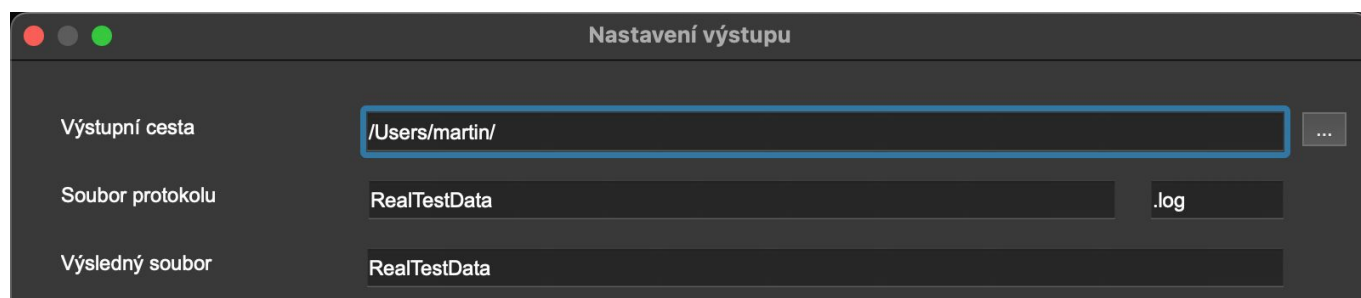 Nastavení výstupu
Výstupní cesta /Users/martin/ ...
Soubor protokolu RealTestData .log
Výsledný soubor RealTestData